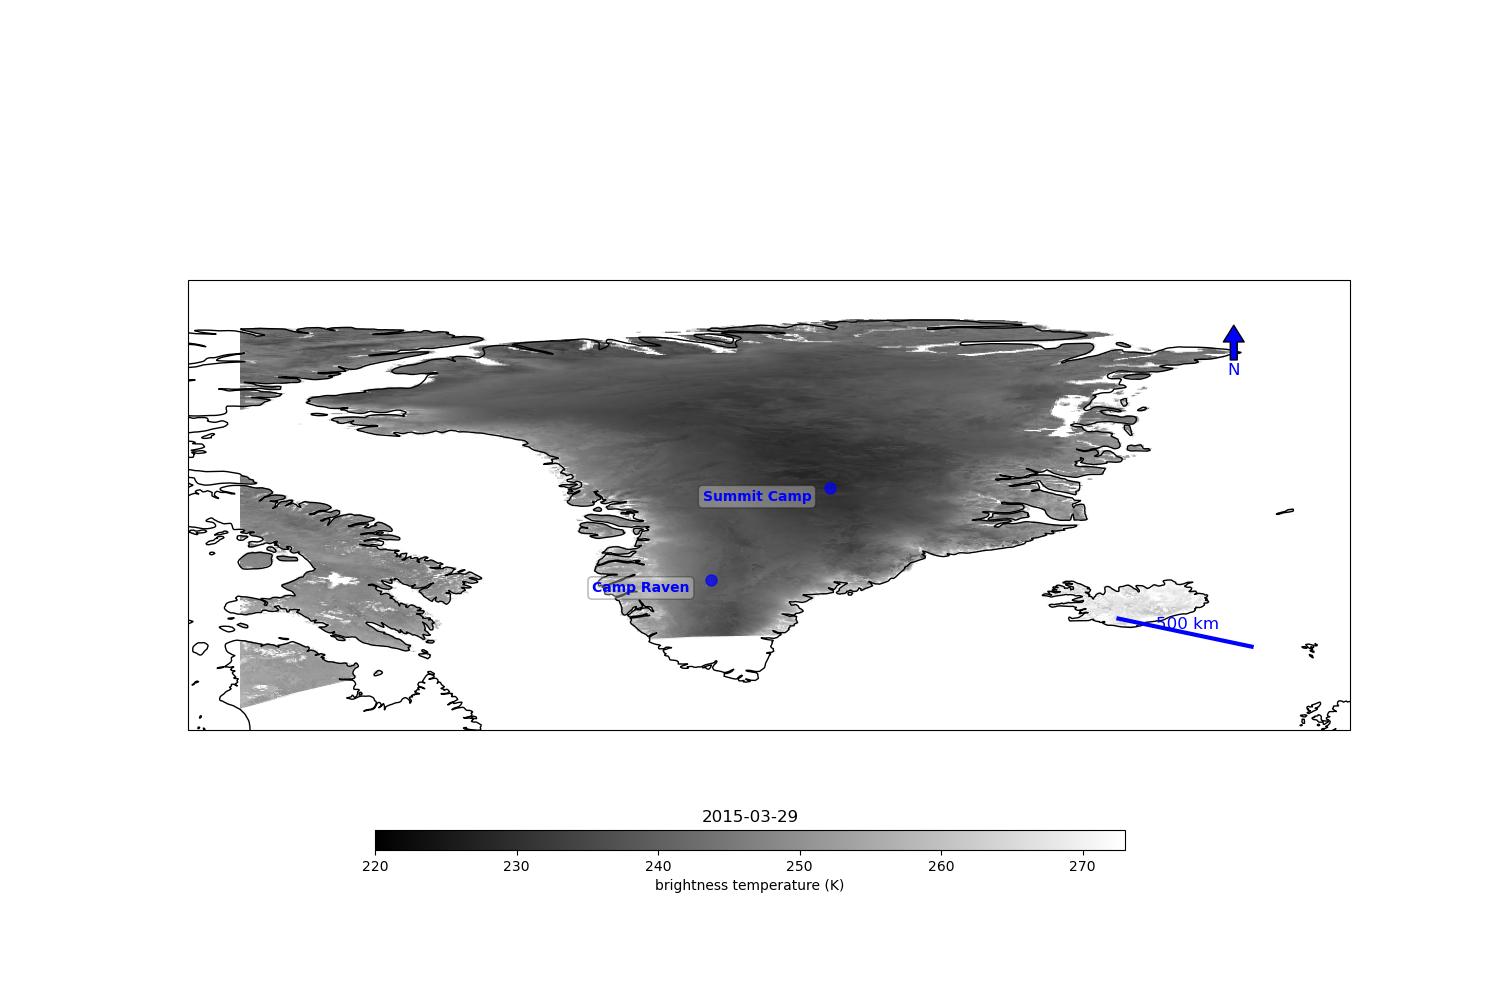 N
Summit Camp
Camp Raven
500 km
2015-03-29
220 230 240 250 260 270
brightness temperature (K)